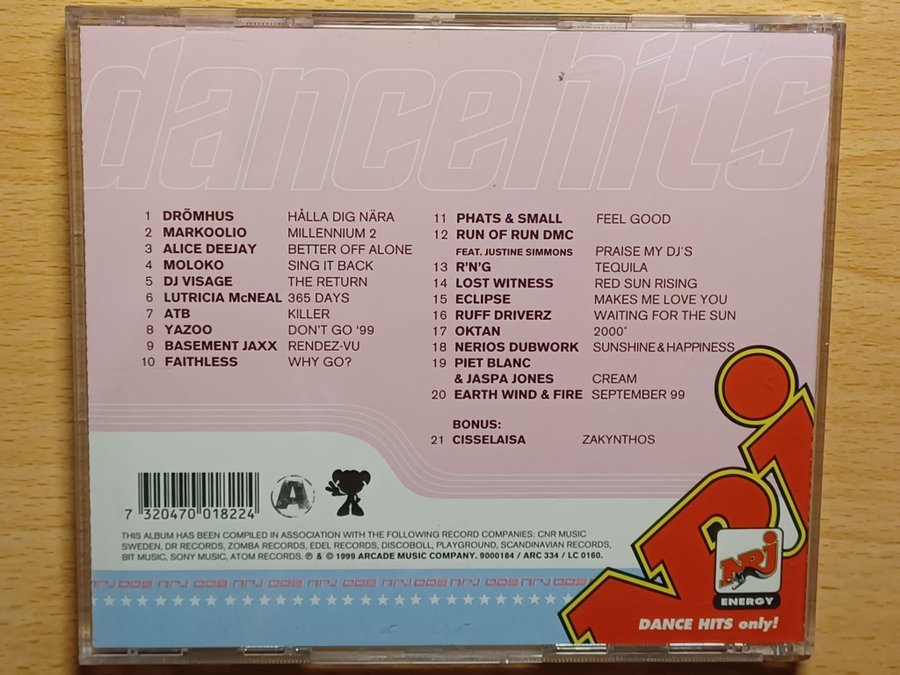 dancehits
1 DRÖMHUS HÅLLA DIG NÄRA
2 MARKOOLIO MILLENNIUM 2
3 ALICE DEEJAY BETTER OFF ALONE
4 MOLOKO SING IT BACK
5 DJ VISAGE THE RETURN
6 LUTRICIA McNEAL 365 DAYS
7 ATB KILLER
8 YAZOO DON'T GO '99
9 BASEMENT JAXX RENDEZ-VU
10 FAITHLESS WHY GO?
11 PHATS & SMALL FEEL GOOD
12 RUN OF RUN DMC
FEAT. JUSTINE SIMMONS PRAISE MY DJ´S
13 R'N'G TEQUILA
14 LOST WITNESS RED SUN RISING
15 ECLIPSE MAKES ME LOVE YOU
16 RUFF DRIVERZ WAITING FOR THE SUN
17 OKTAN 2000°
18 NERIOS DUBWORK SUNSHINE & HAPPINESS
19 PIET BLANC
& JASPA JONES CREAM
20 EARTH WIND & FIRE SEPTEMBER 99
BONUS:
21 CISSELAISA ZAKYNTHOS
7 320470 018224
A
THIS ALBUM HAS BEEN COMPILED IN ASSOCIATION WITH THE FOLLOWING RECORD COMPANIES: CNR MUSIC
SWEDEN, DR RECORDS, ZOMBA RECORDS, EDEL RECORDS, DISCOBOLL, PLAYGROUND, SCANDINAVIAN RECORDS,
BIT MUSIC, SONY MUSIC, ATOM RECORDS. ℗ & © 1999 ARCADE MUSIC COMPANY. 9000184 / ARC 334 / LC 0160.
NRJ
NRJ
ENERGY
DANCE HITS only!